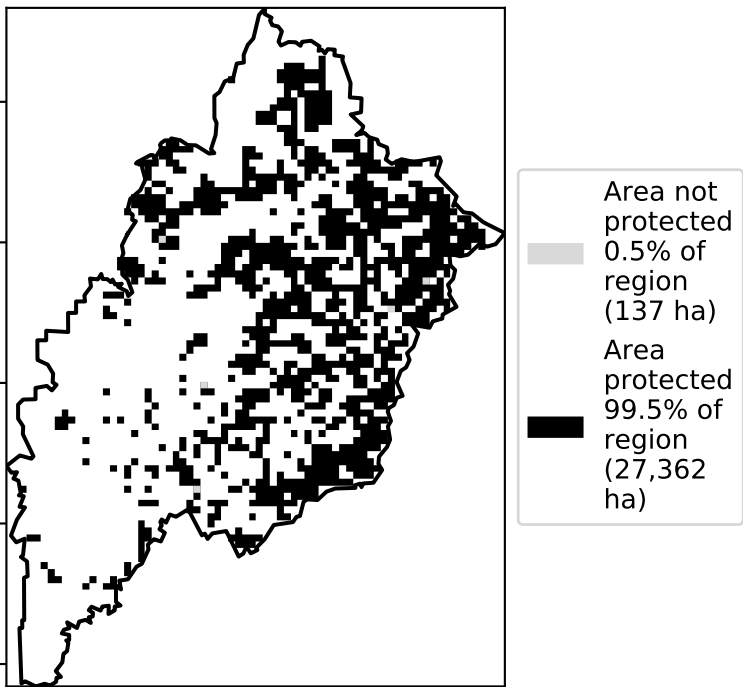 Area not
protected
0.5% of
region
(137 ha)
Area
protected
99.5% of
region
(27,362
ha)